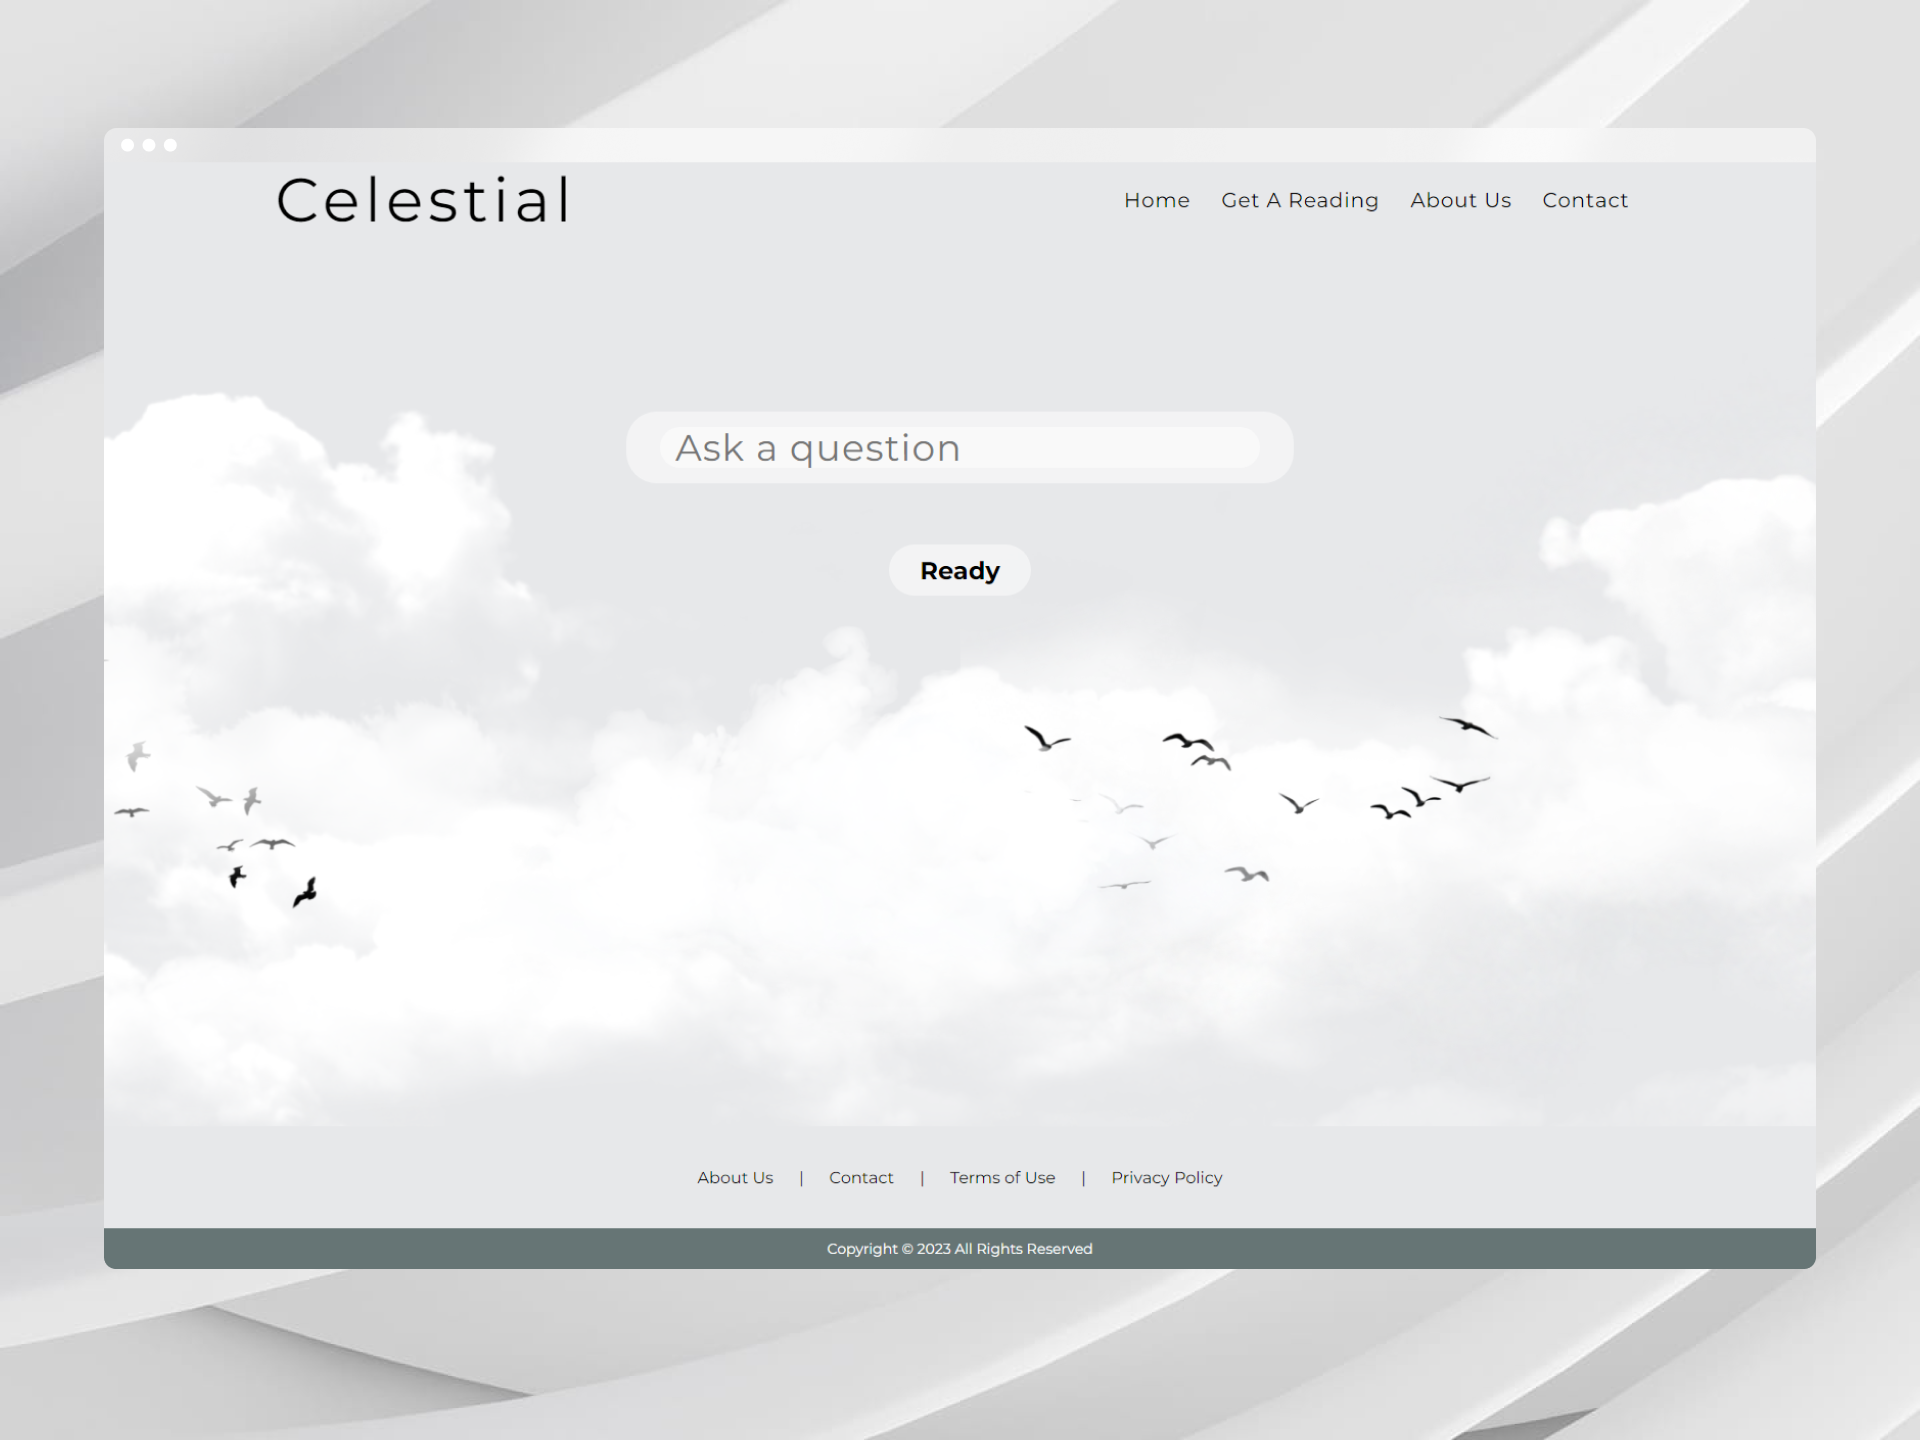 Celestial
Home Get A Reading About Us Contact
Ask a question
Ready
About Us | Contact | Terms of Use | Privacy Policy
Copyright © 2023 All Rights Reserved